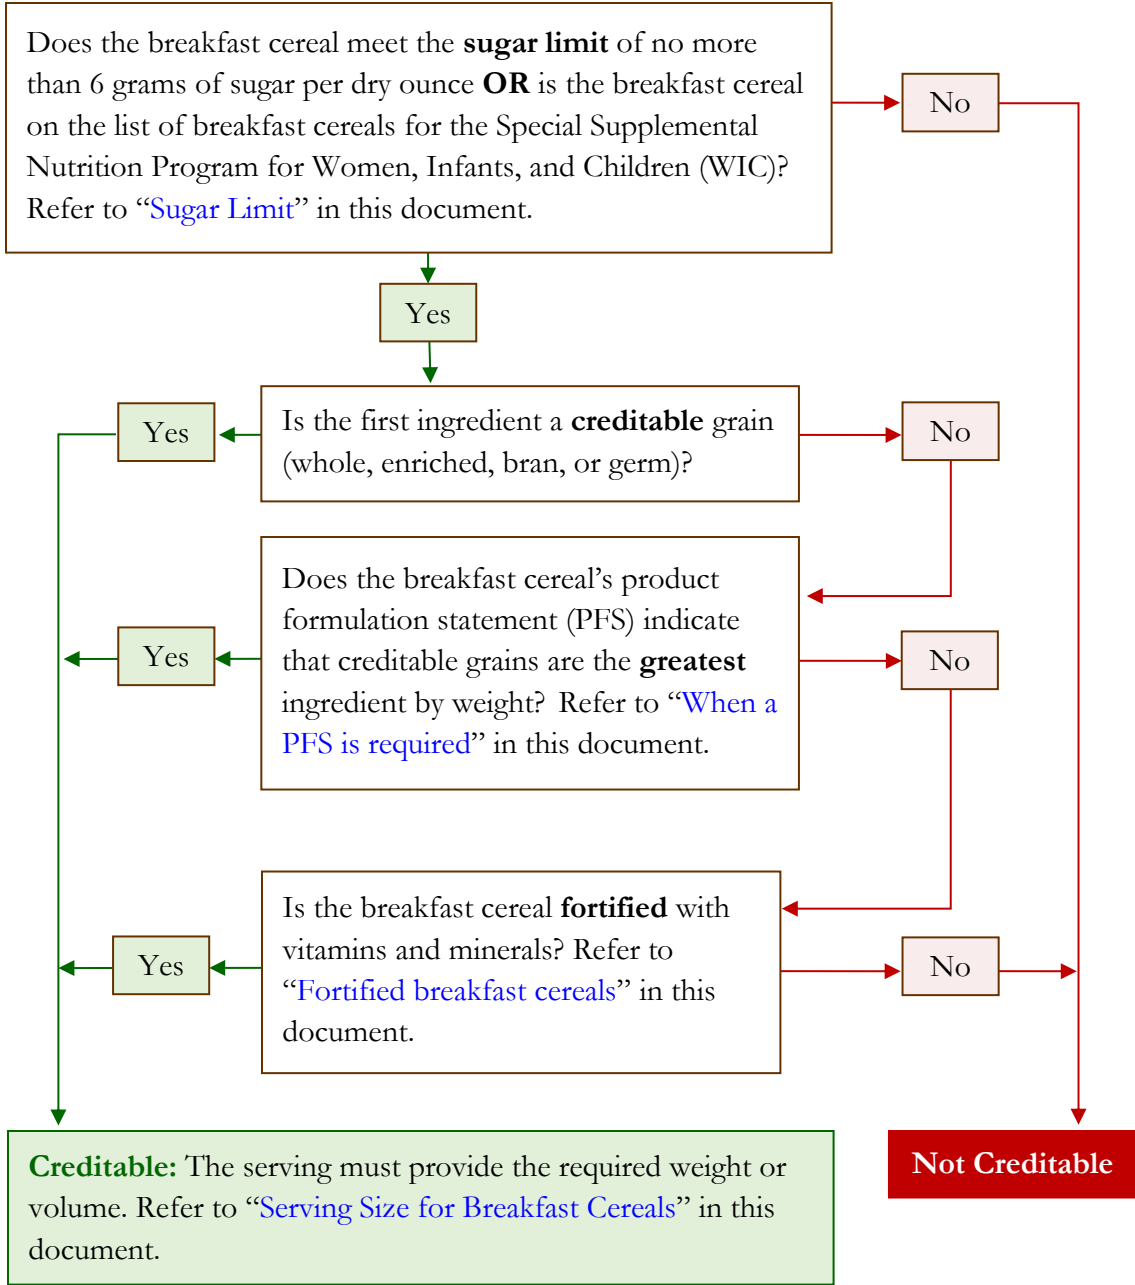 Does the breakfast cereal meet the sugar limit of no more
than 6 grams of sugar per dry ounce OR is the breakfast cereal
on the list of breakfast cereals for the Special Supplemental
Nutrition Program for Women, Infants, and Children (WIC)?
Refer to “Sugar Limit” in this document.
No
Yes
Yes
Is the first ingredient a creditable grain
(whole, enriched, bran, or germ)?
No
Does the breakfast cereal’s product
formulation statement (PFS) indicate
that creditable grains are the greatest
ingredient by weight?  Refer to “When a
PFS is required” in this document.
Yes
No
Is the breakfast cereal fortified with
vitamins and minerals? Refer to
“Fortified breakfast cereals” in this
document.
Yes
No
Creditable: The serving must provide the required weight or
volume. Refer to “Serving Size for Breakfast Cereals” in this
document.
Not Creditable